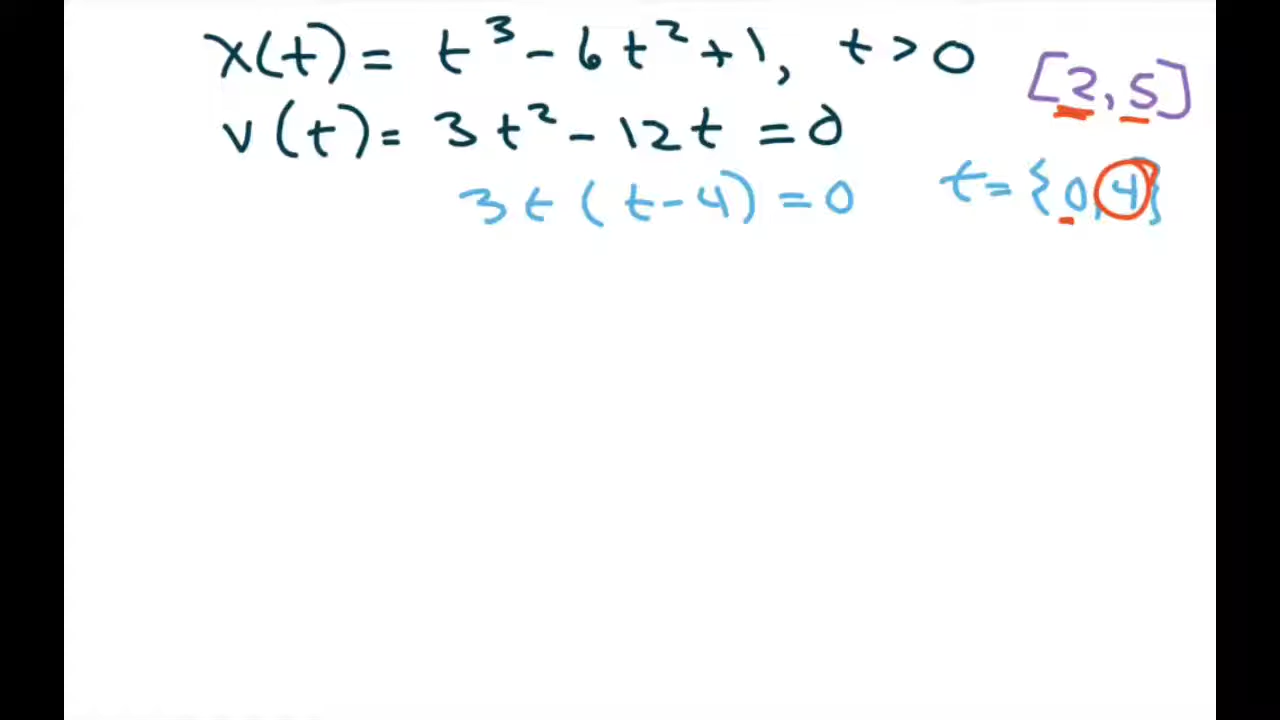 x(t) = t³ - 6t² + 1, t > 0
[2, 5]
v(t) = 3t² - 12t = 0
3t(t - 4) = 0
t = {0, 4}